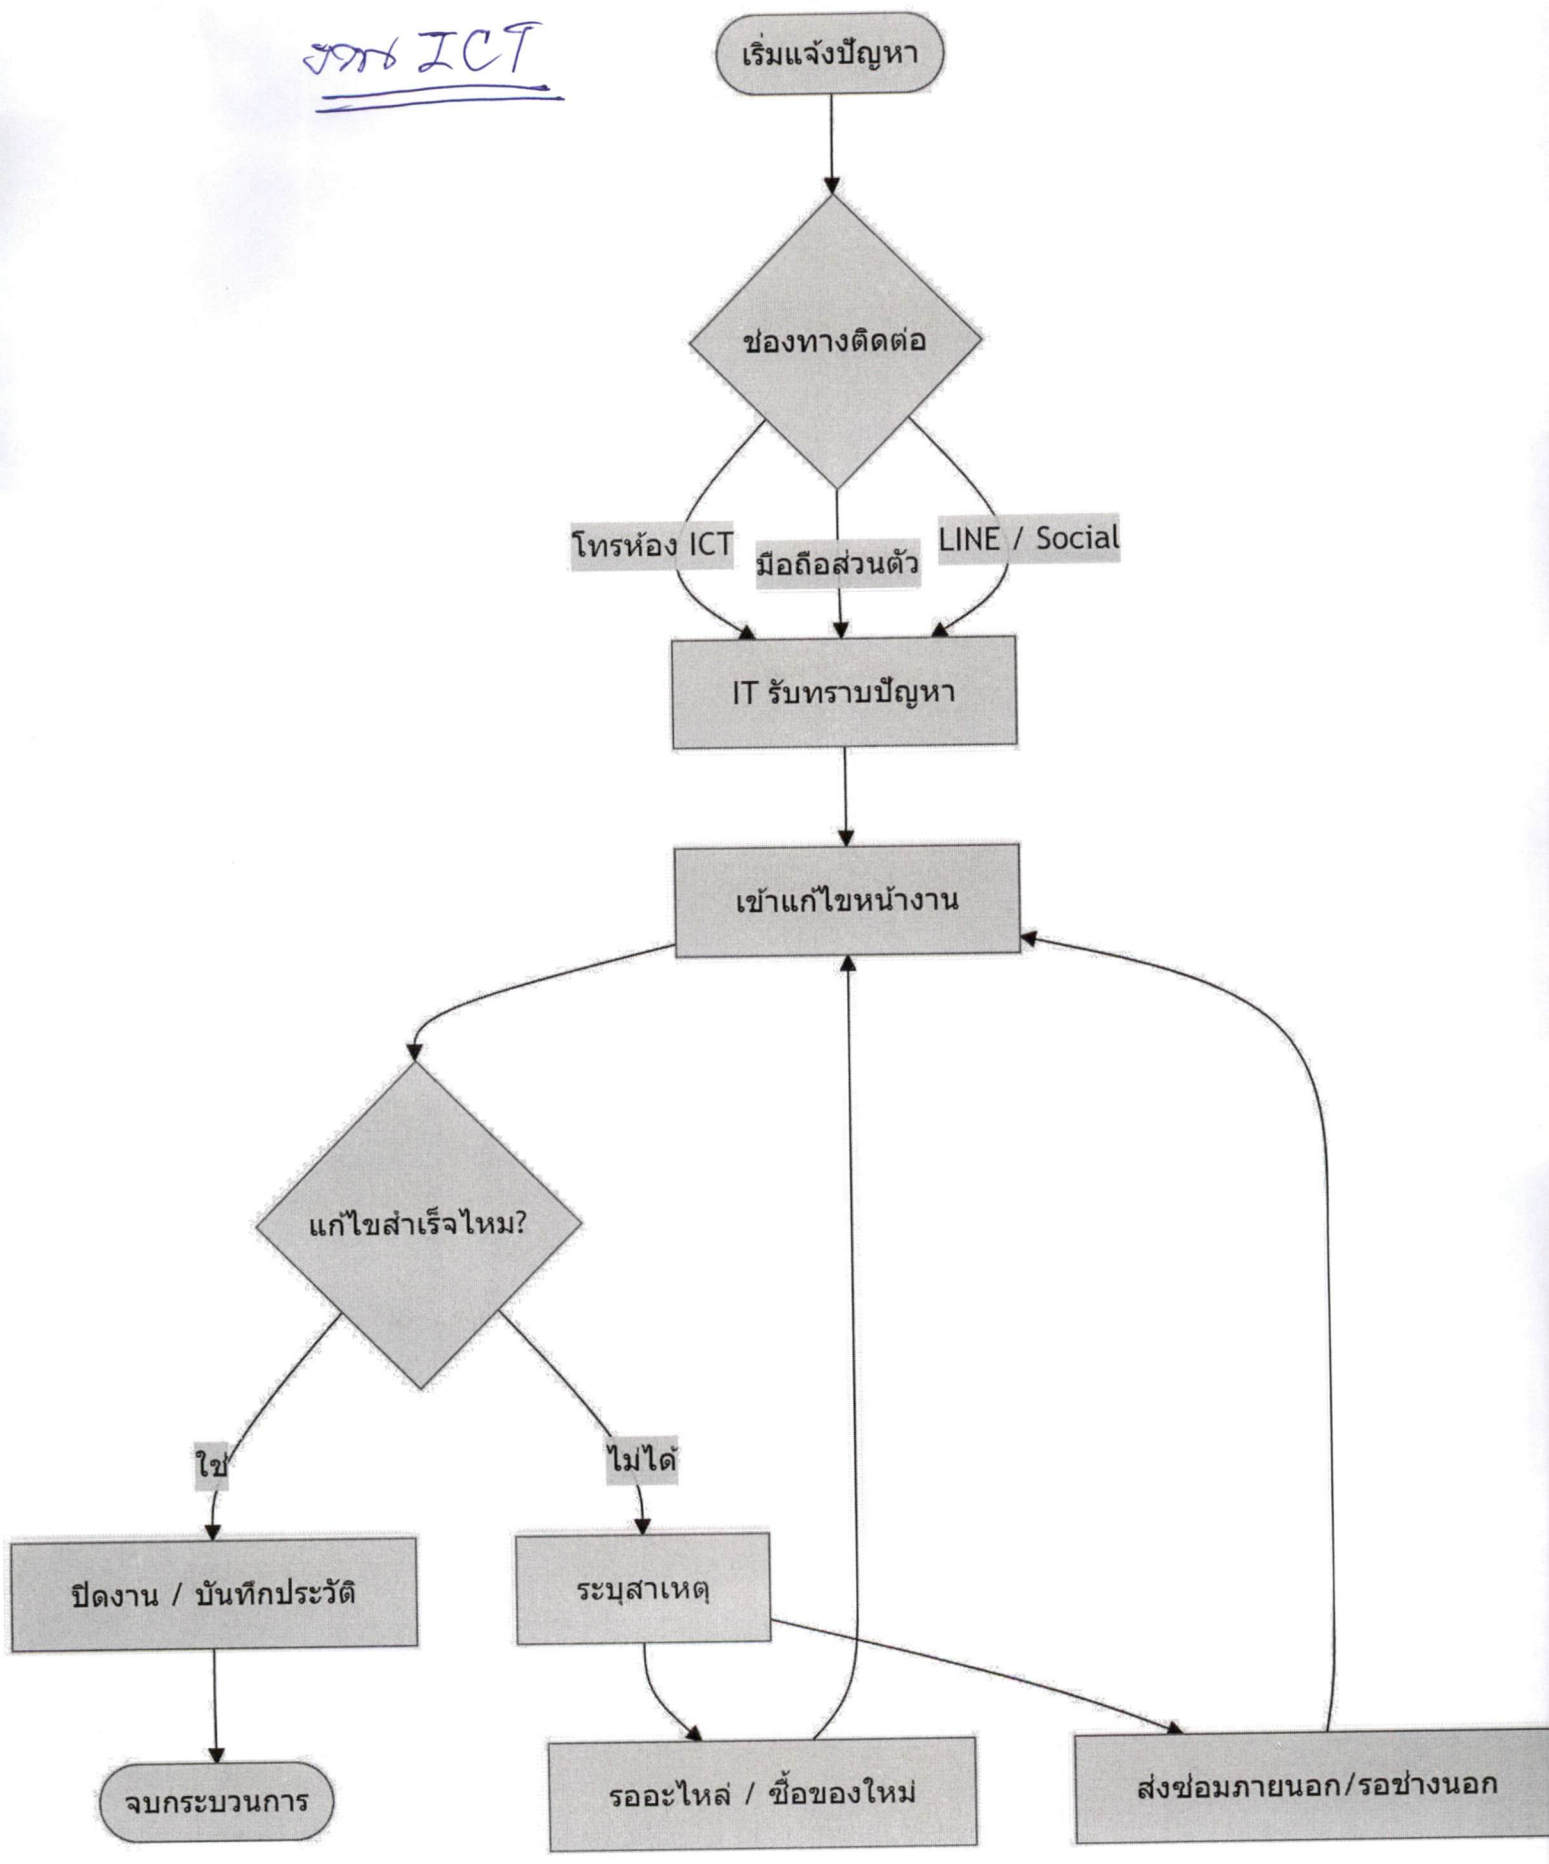 งาน ICT
เริ่มแจ้งปัญหา
ช่องทางติดต่อ
โทรห้อง ICT
มือถือส่วนตัว
LINE / Social
IT รับทราบปัญหา
เข้าแก้ไขหน้างาน
แก้ไขสำเร็จไหม?
ใช่
ไม่ได้
ปิดงาน / บันทึกประวัติ
ระบุสาเหตุ
จบกระบวนการ
รออะไหล่ / ซื้อของใหม่
ส่งซ่อมภายนอก/รอช่างนอก